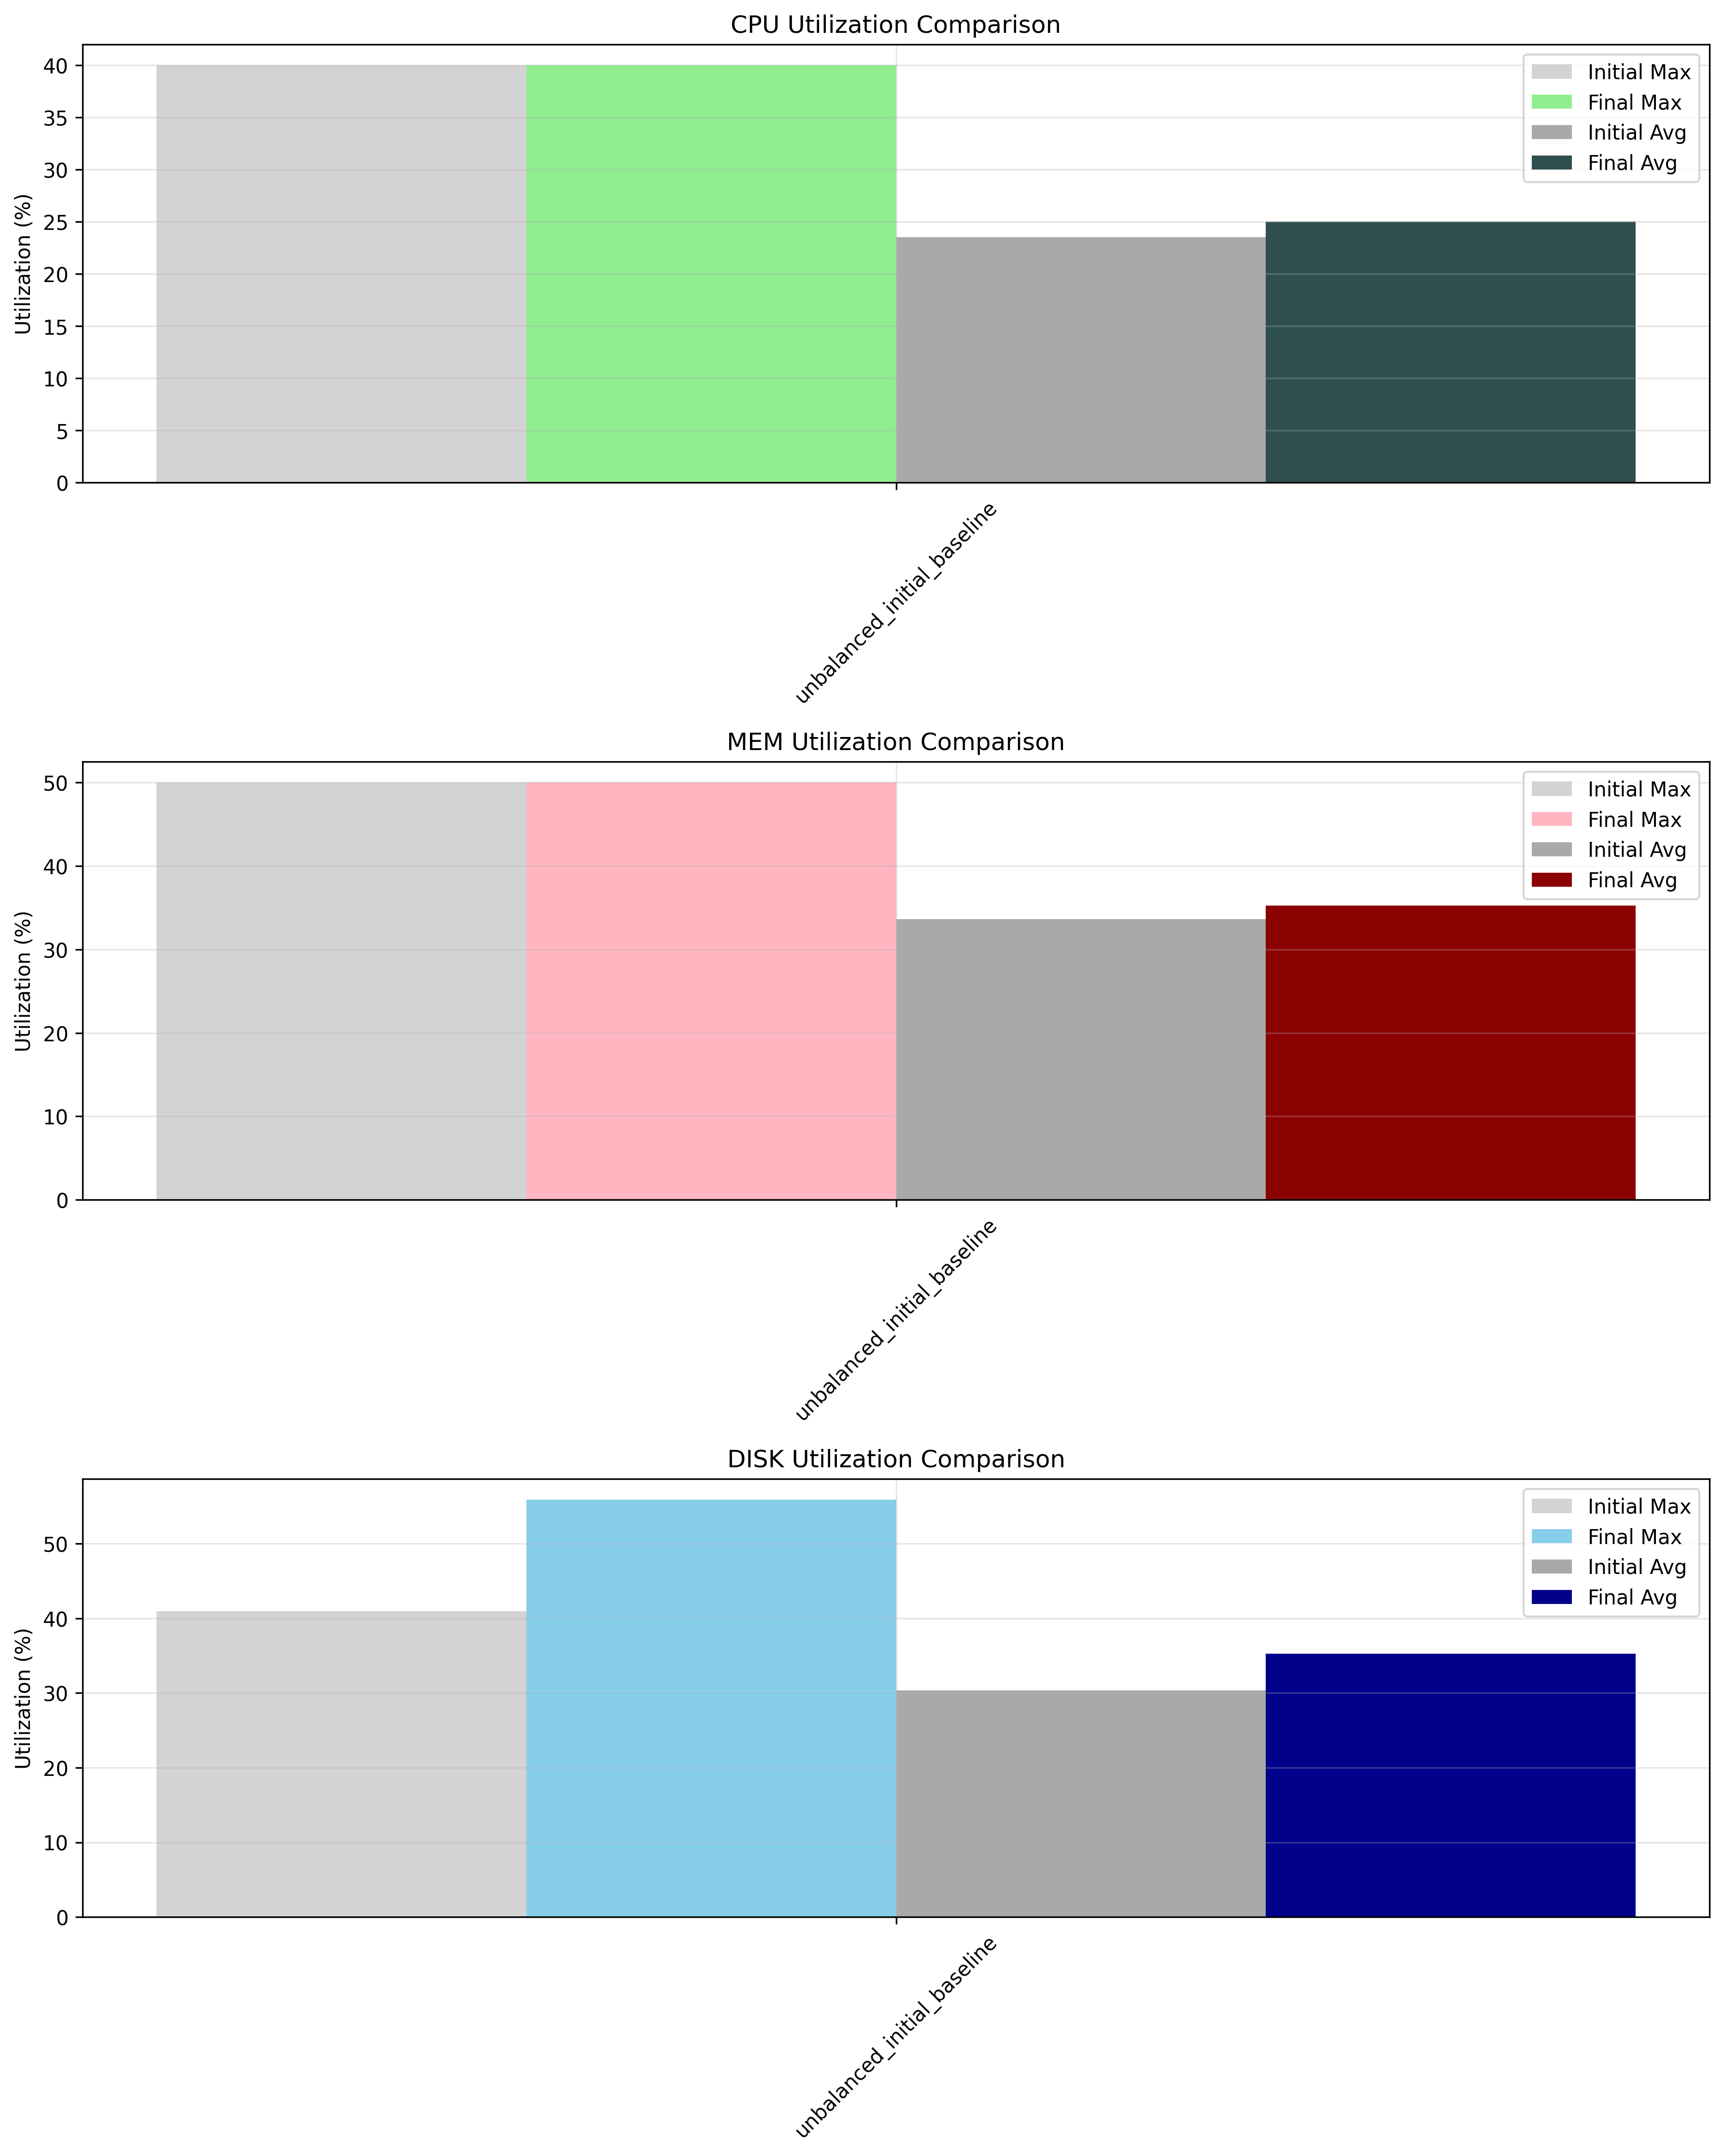 CPU Utilization Comparison
Utilization (%)
40
35
30
25
20
15
10
5
0
Initial Max
Final Max
Initial Avg
Final Avg
unbalanced_initial_baseline
MEM Utilization Comparison
Utilization (%)
50
40
30
20
10
0
Initial Max
Final Max
Initial Avg
Final Avg
unbalanced_initial_baseline
DISK Utilization Comparison
Utilization (%)
50
40
30
20
10
0
Initial Max
Final Max
Initial Avg
Final Avg
unbalanced_initial_baseline